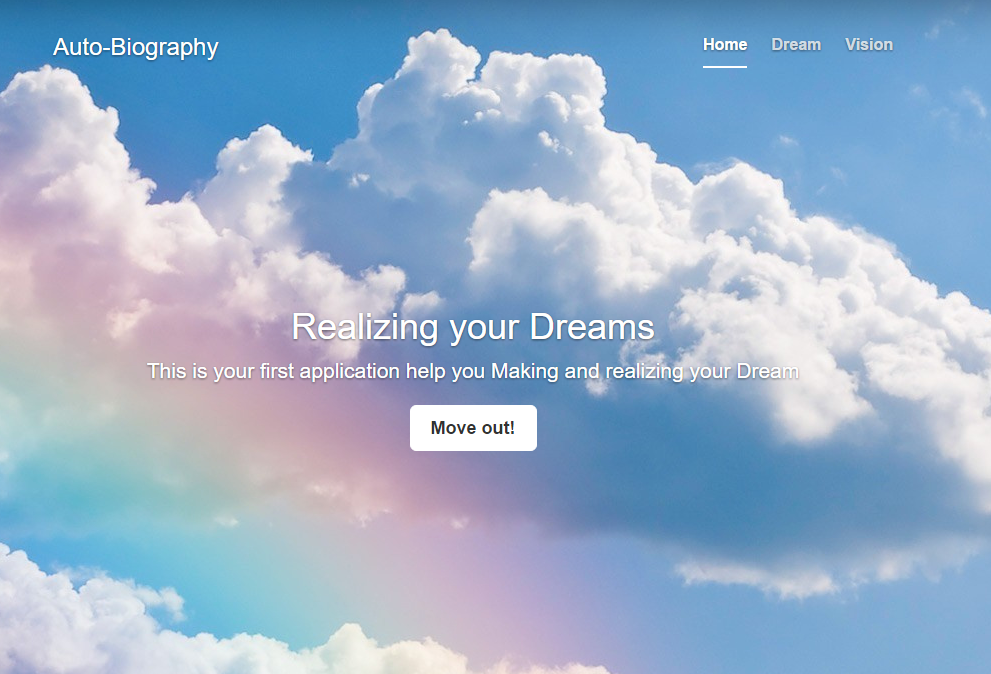 Auto-Biography
Home Dream Vision
Realizing your Dreams
This is your first application help you Making and realizing your Dream
Move out!